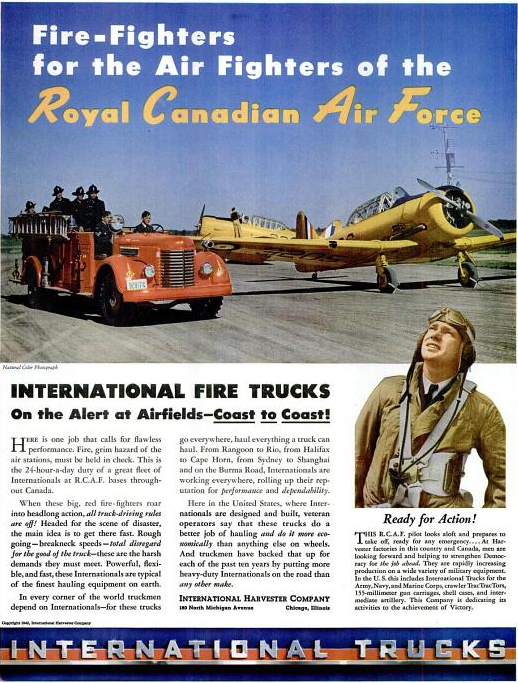 Fire-Fighters
for the Air Fighters of the
Royal Canadian Air Force
Natural Color Photograph
INTERNATIONAL FIRE TRUCKS
On the Alert at Airfields—Coast to Coast!
HERE is one job that calls for flawless
performance. Fire, grim hazard of the
air stations, must be held in check. This is
the 24-hour-a-day duty of a great fleet of
Internationals at R.C.A.F. bases through-
out Canada.
When these big, red fire-fighters roar
into headlong action, all truck-driving rules
are off! Headed for the scene of disaster,
the main idea is to get there fast. Rough
going—breakneck speeds—total disregard
for the good of the truck—these are the harsh
demands they must meet. Powerful, flexi-
ble, and fast, these Internationals are typical
of the finest hauling equipment on earth.
In every corner of the world truckmen
depend on Internationals—for these trucks
go everywhere, haul everything a truck can
haul. From Rangoon to Rio, from Halifax
to Cape Horn, from Sydney to Shanghai
and on the Burma Road, Internationals are
working everywhere, rolling up their rep-
utation for performance and dependability.
Here in the United States, where Inter-
nationals are designed and built, veteran
operators say that these trucks do a
better job of hauling and do it more eco-
nomically than anything else on wheels.
And truckmen have backed that up for
each of the past ten years by putting more
heavy-duty Internationals on the road than
any other make.
INTERNATIONAL HARVESTER COMPANY
180 North Michigan Avenue Chicago, Illinois
Ready for Action!
THIS R.C.A.F. pilot looks aloft and prepares to
take off, ready for any emergency.... At Har-
vester factories in this country and Canada, men are
looking forward and helping to strengthen Democ-
racy for the job ahead. They are rapidly increasing
production on a wide variety of military equipment.
In the U. S. this includes International Trucks for the
Army, Navy, and Marine Corps, crawler TracTracTors,
155-millimeter gun carriages, shell cases, and inter-
mediate artillery. This Company is dedicating its
activities to the achievement of Victory.
Copyright 1942, International Harvester Company
INTERNATIONAL TRUCKS